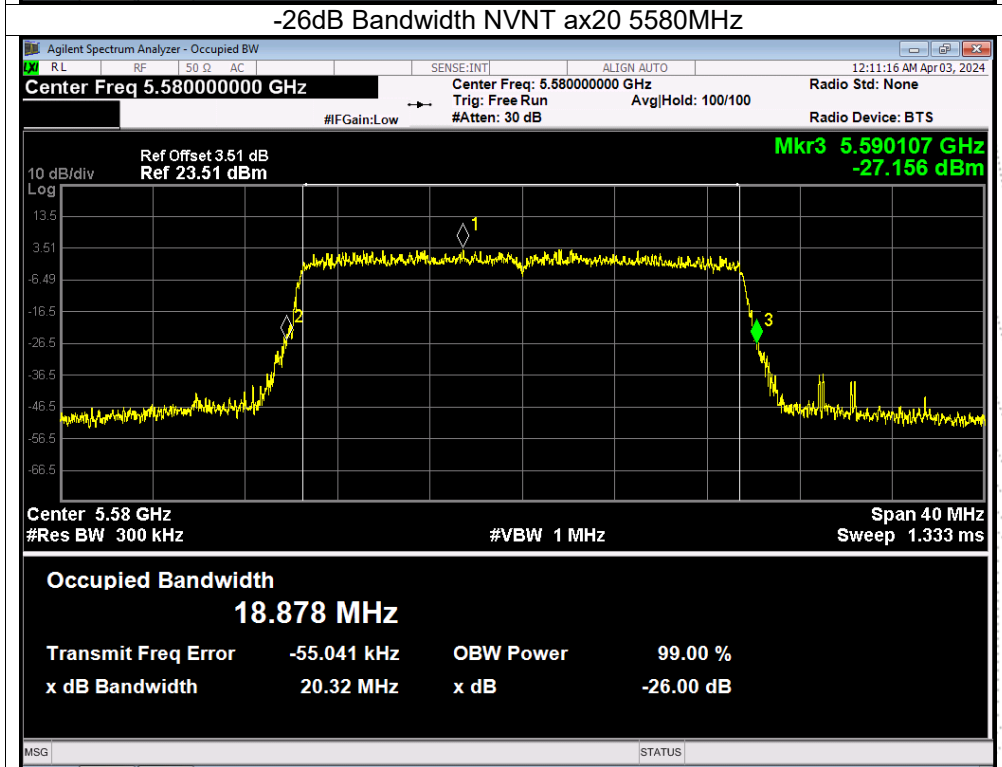 -26dB Bandwidth NVNT ax20 5580MHz
Agilent Spectrum Analyzer - Occupied BW
LXI RL RF 50 Ω AC SENSE:INT ALIGN AUTO 12:11:16 AM Apr 03, 2024
Center Freq 5.580000000 GHz Center Freq: 5.580000000 GHz Radio Std: None
Trig: Free Run Avg|Hold: 100/100
#IFGain:Low #Atten: 30 dB Radio Device: BTS
Mkr3 5.590107 GHz
-27.156 dBm
Ref Offset 3.51 dB
10 dB/div Ref 23.51 dBm
Log
13.5
3.51
-6.49
-16.5
-26.5
-36.5
-46.5
-56.5
-66.5
1
2
3
Center 5.58 GHz Span 40 MHz
#Res BW 300 kHz #VBW 1 MHz Sweep 1.333 ms
Occupied Bandwidth
18.878 MHz
Transmit Freq Error -55.041 kHz OBW Power 99.00 %
x dB Bandwidth 20.32 MHz x dB -26.00 dB
MSG STATUS